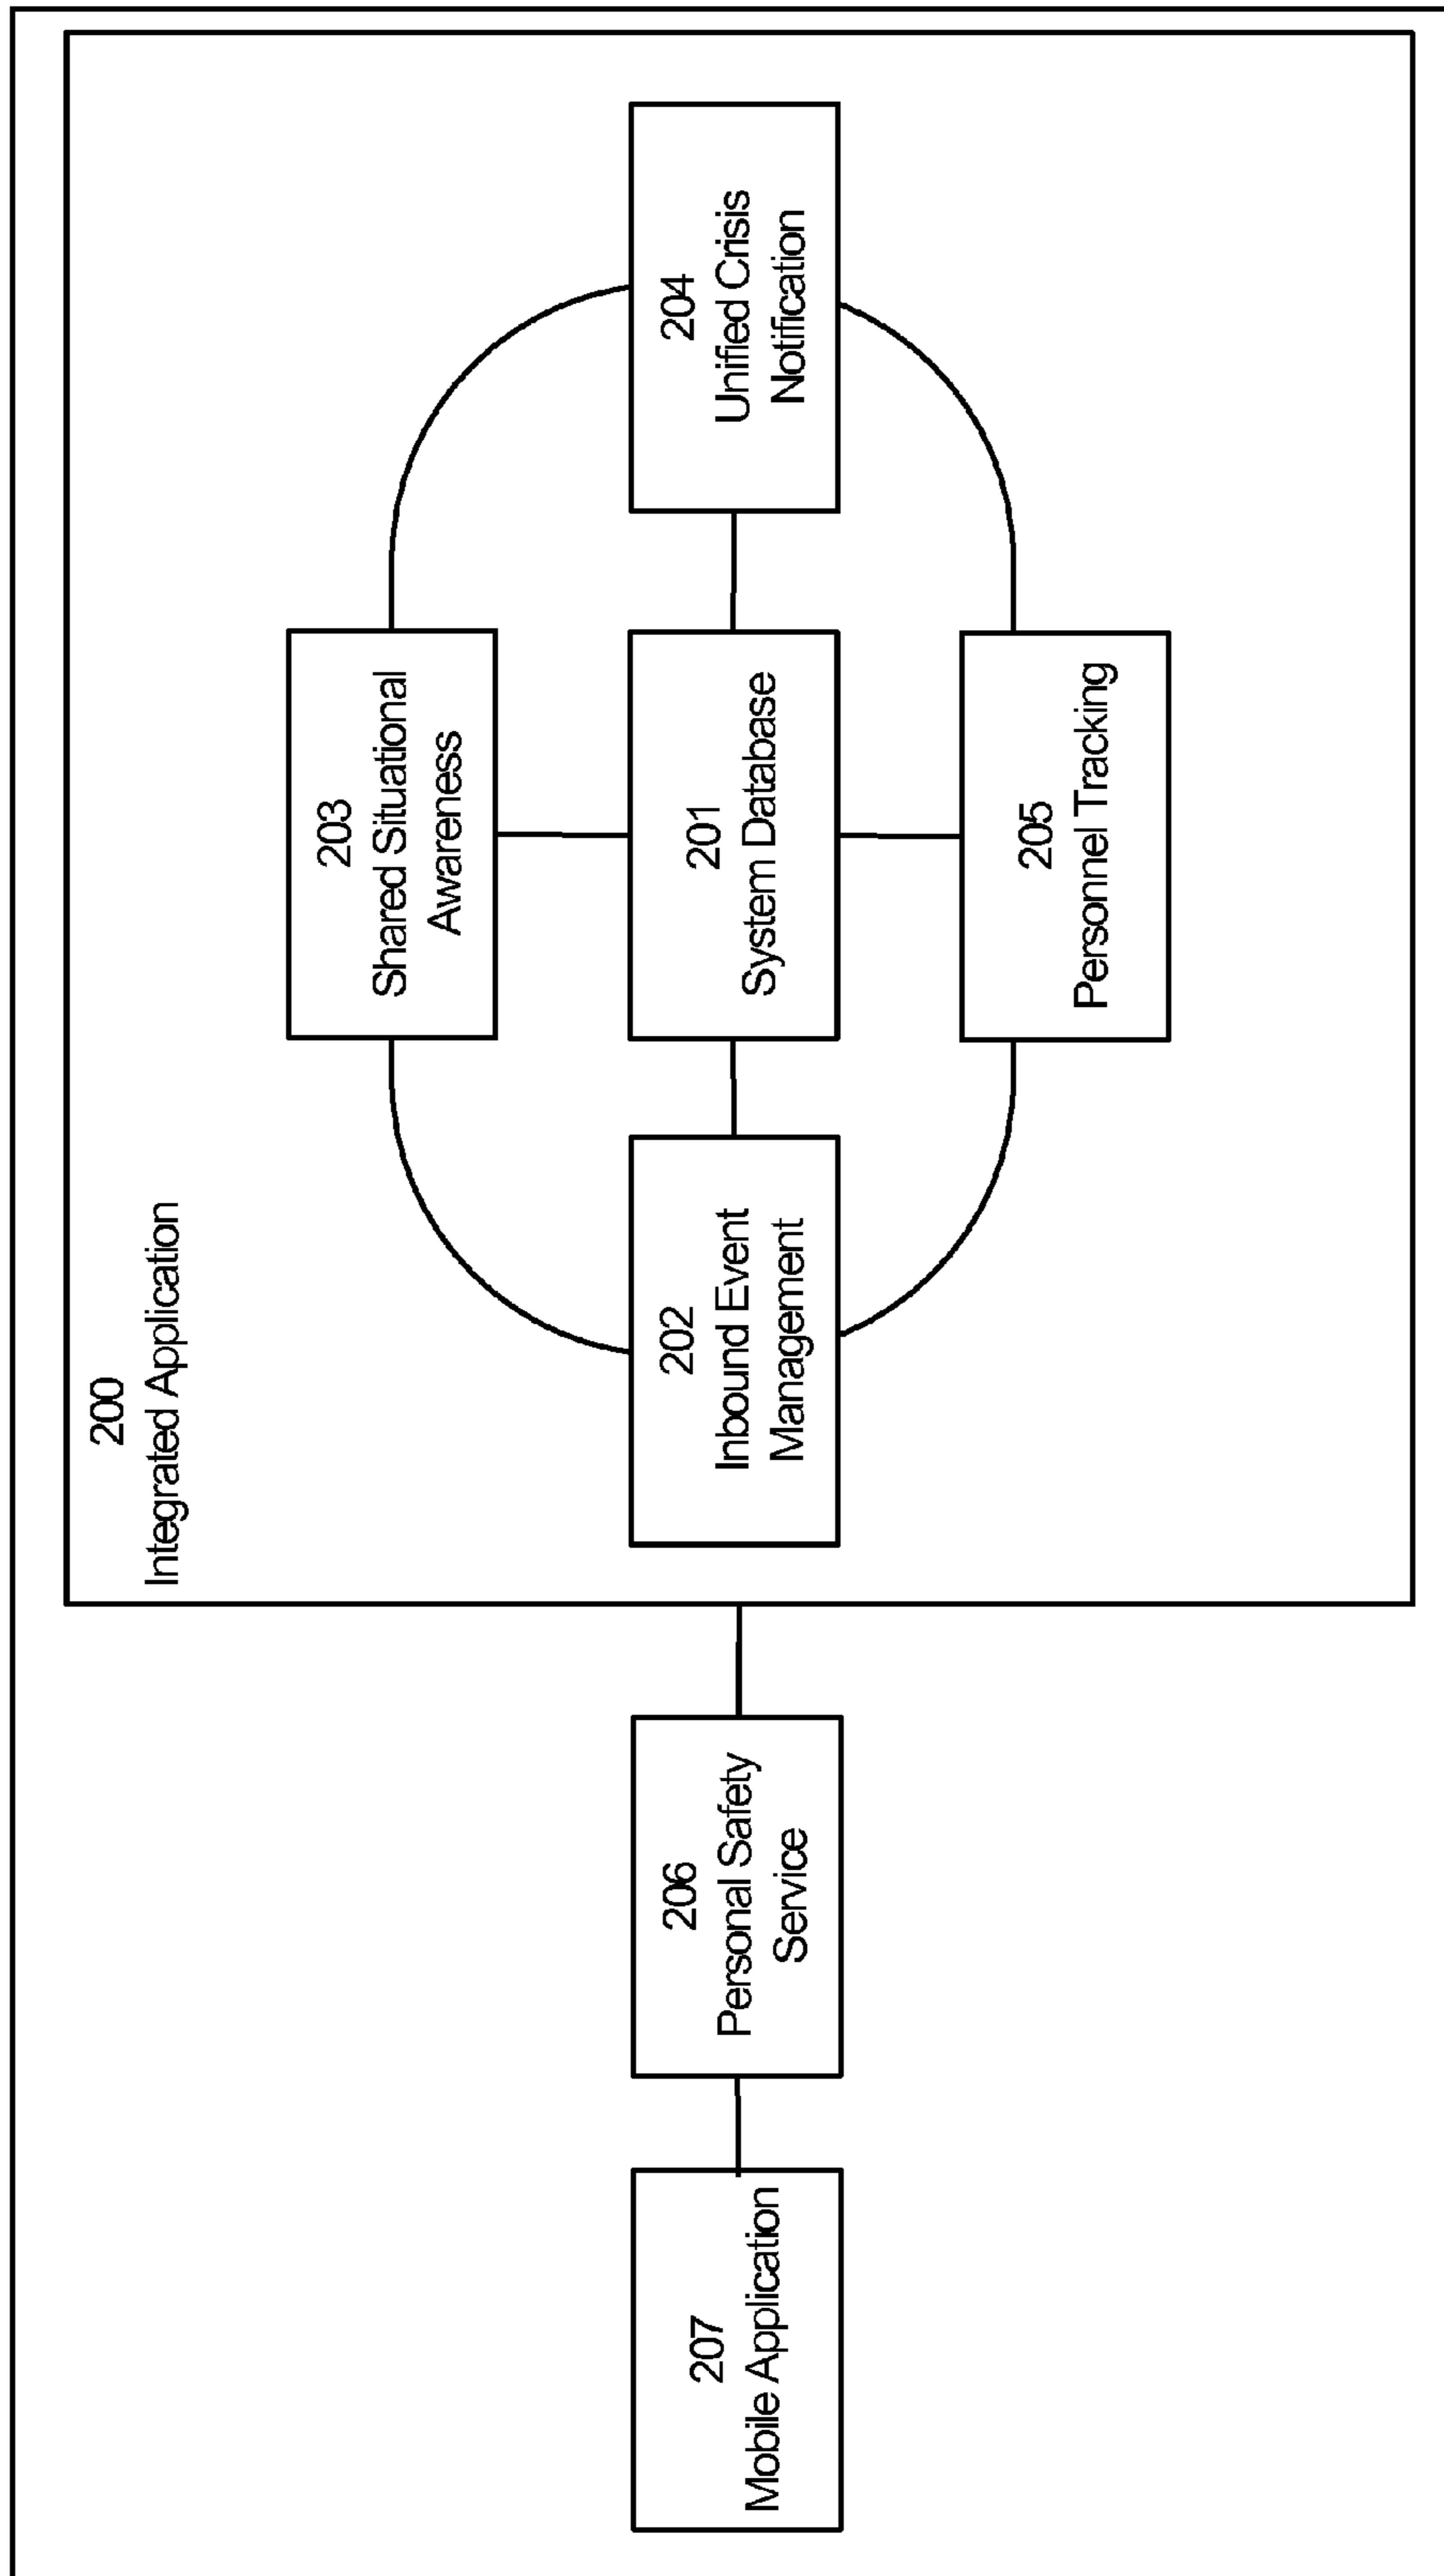 200
Integrated Application
203
Shared Situational
Awareness
207
Mobile Application
206
Personal Safety
Service
202
Inbound Event
Management
201
System Database
204
Unified Crisis
Notification
205
Personnel Tracking